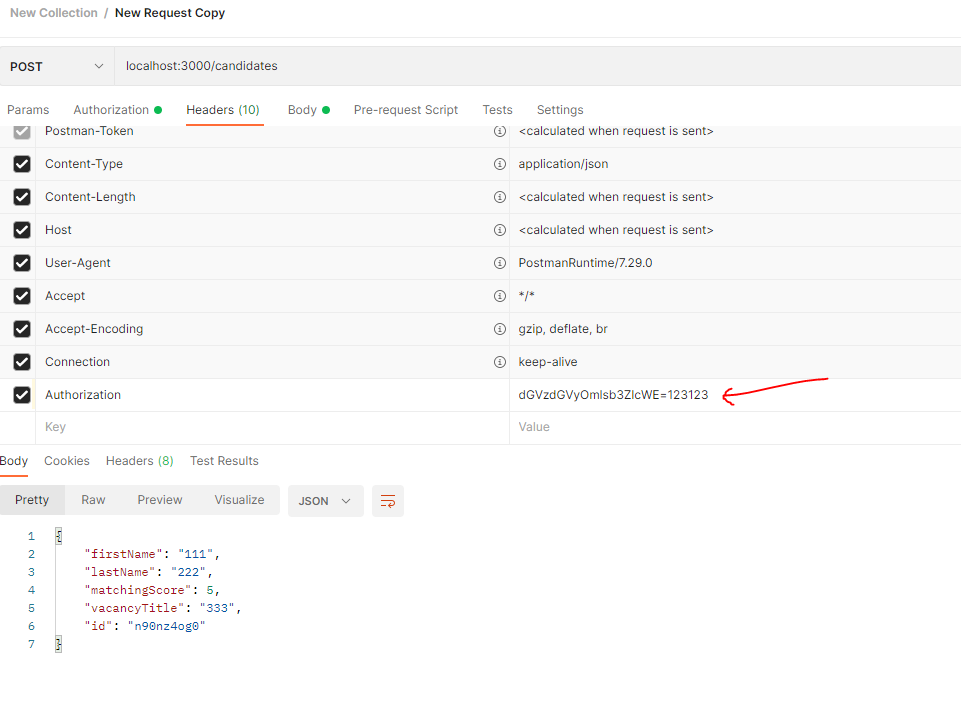 New Collection / New Request Copy
POST localhost:3000/candidates
Params Authorization Headers (10) Body Pre-request Script Tests Settings
Postman-Token <calculated when request is sent>
Content-Type application/json
Content-Length <calculated when request is sent>
Host <calculated when request is sent>
User-Agent PostmanRuntime/7.29.0
Accept */*
Accept-Encoding gzip, deflate, br
Connection keep-alive
Authorization dGVzdGVyOmlsb3ZlcWE=123123
Key Value
Body Cookies Headers (8) Test Results
Pretty Raw Preview Visualize JSON
1 {
2 "firstName": "111",
3 "lastName": "222",
4 "matchingScore": 5,
5 "vacancyTitle": "333",
6 "id": "n90nz4og0"
7 }